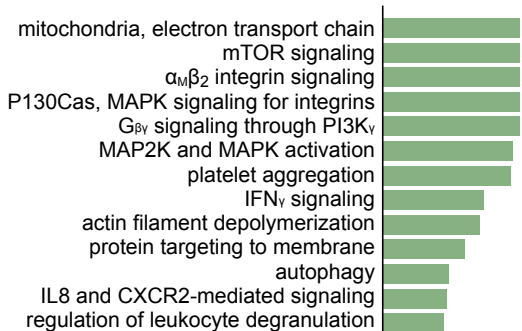 mitochondria, electron transport chain
mTOR signaling
αMβ2 integrin signaling
P130Cas, MAPK signaling for integrins
Gβγ signaling through PI3Kγ
MAP2K and MAPK activation
platelet aggregation
IFNγ signaling
actin filament depolymerization
protein targeting to membrane
autophagy
IL8 and CXCR2-mediated signaling
regulation of leukocyte degranulation